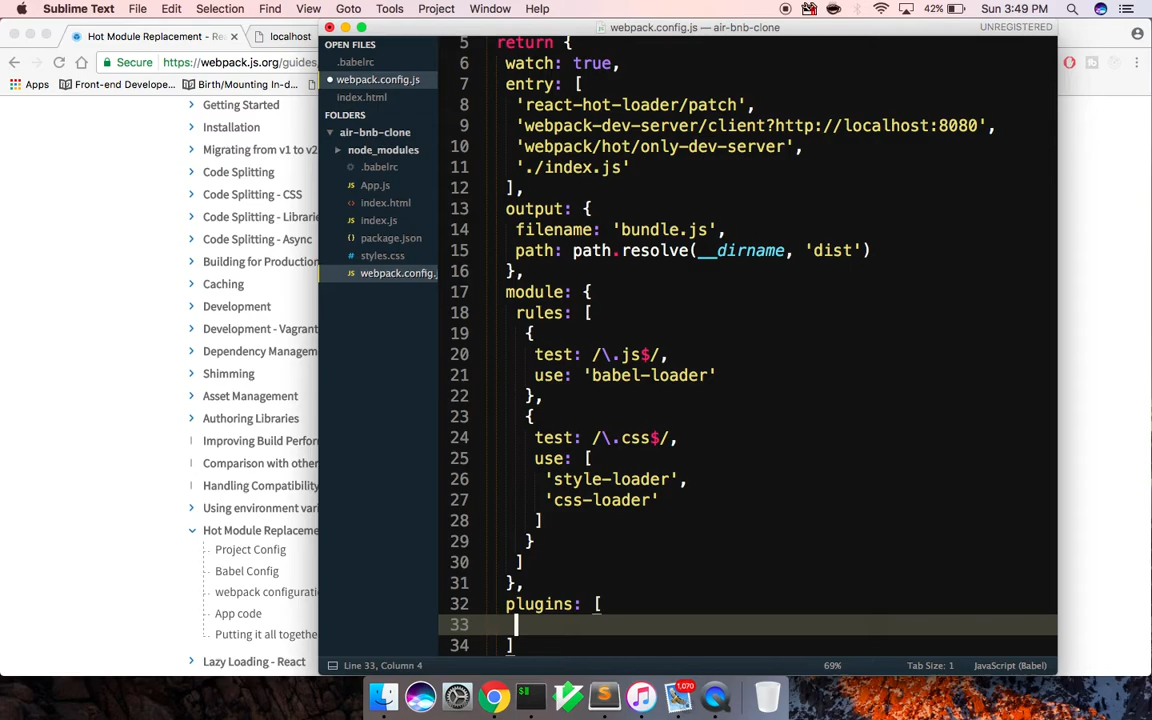 Sublime Text File Edit Selection Find View Goto Tools Project Window Help 42% Sun 3:49 PM
Hot Module Replacement - Re
localhost
Secure https://webpack.js.org/guides
Apps Front-end Develope... Birth/Mounting In-d...
Getting Started
Installation
Migrating from v1 to v2
Code Splitting
Code Splitting - CSS
Code Splitting - Librarie
Code Splitting - Async
Building for Production
Caching
Development
Development - Vagrant
Dependency Managem
Shimming
Asset Management
Authoring Libraries
Improving Build Perfor
Comparison with other
Handling Compatibility
Using environment vari
Hot Module Replaceme
Project Config
Babel Config
webpack configurati
App code
Putting it all togethe
Lazy Loading - React
webpack.config.js — air-bnb-clone
UNREGISTERED
OPEN FILES
.babelrc
webpack.config.js
index.html
FOLDERS
air-bnb-clone
node_modules
.babelrc
JS App.js
<> index.html
JS index.js
{} package.json
styles.css
JS webpack.config.j
5 return {
6 watch: true,
7 entry: [
8 'react-hot-loader/patch',
9 'webpack-dev-server/client?http://localhost:8080',
10 'webpack/hot/only-dev-server',
11 './index.js'
12 ],
13 output: {
14 filename: 'bundle.js',
15 path: path.resolve(__dirname, 'dist')
16 },
17 module: {
18 rules: [
19 {
20 test: /\.js$/,
21 use: 'babel-loader'
22 },
23 {
24 test: /\.css$/,
25 use: [
26 'style-loader',
27 'css-loader'
28 ]
29 }
30 ]
31 },
32 plugins: [
33
34 ]
Line 33, Column 4
69%
Tab Size: 1
JavaScript (Babel)
1,070